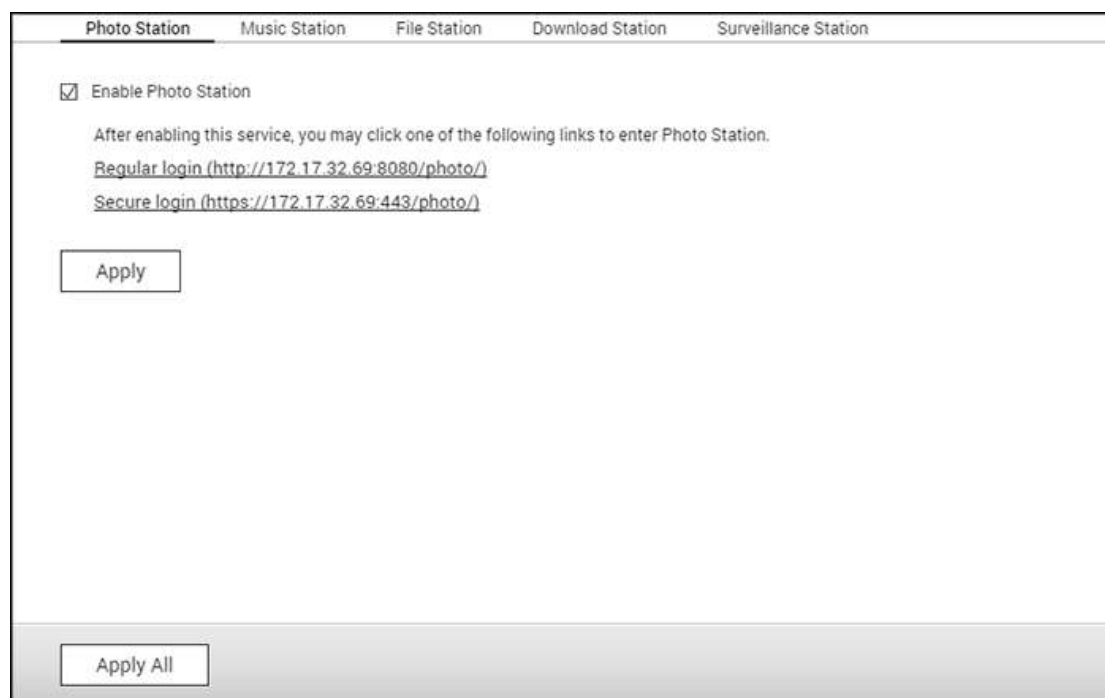 Photo Station Music Station File Station Download Station Surveillance Station
Enable Photo Station
After enabling this service, you may click one of the following links to enter Photo Station.
Regular login (http://172.17.32.69:8080/photo/)
Secure login (https://172.17.32.69:443/photo/)
Apply
Apply All